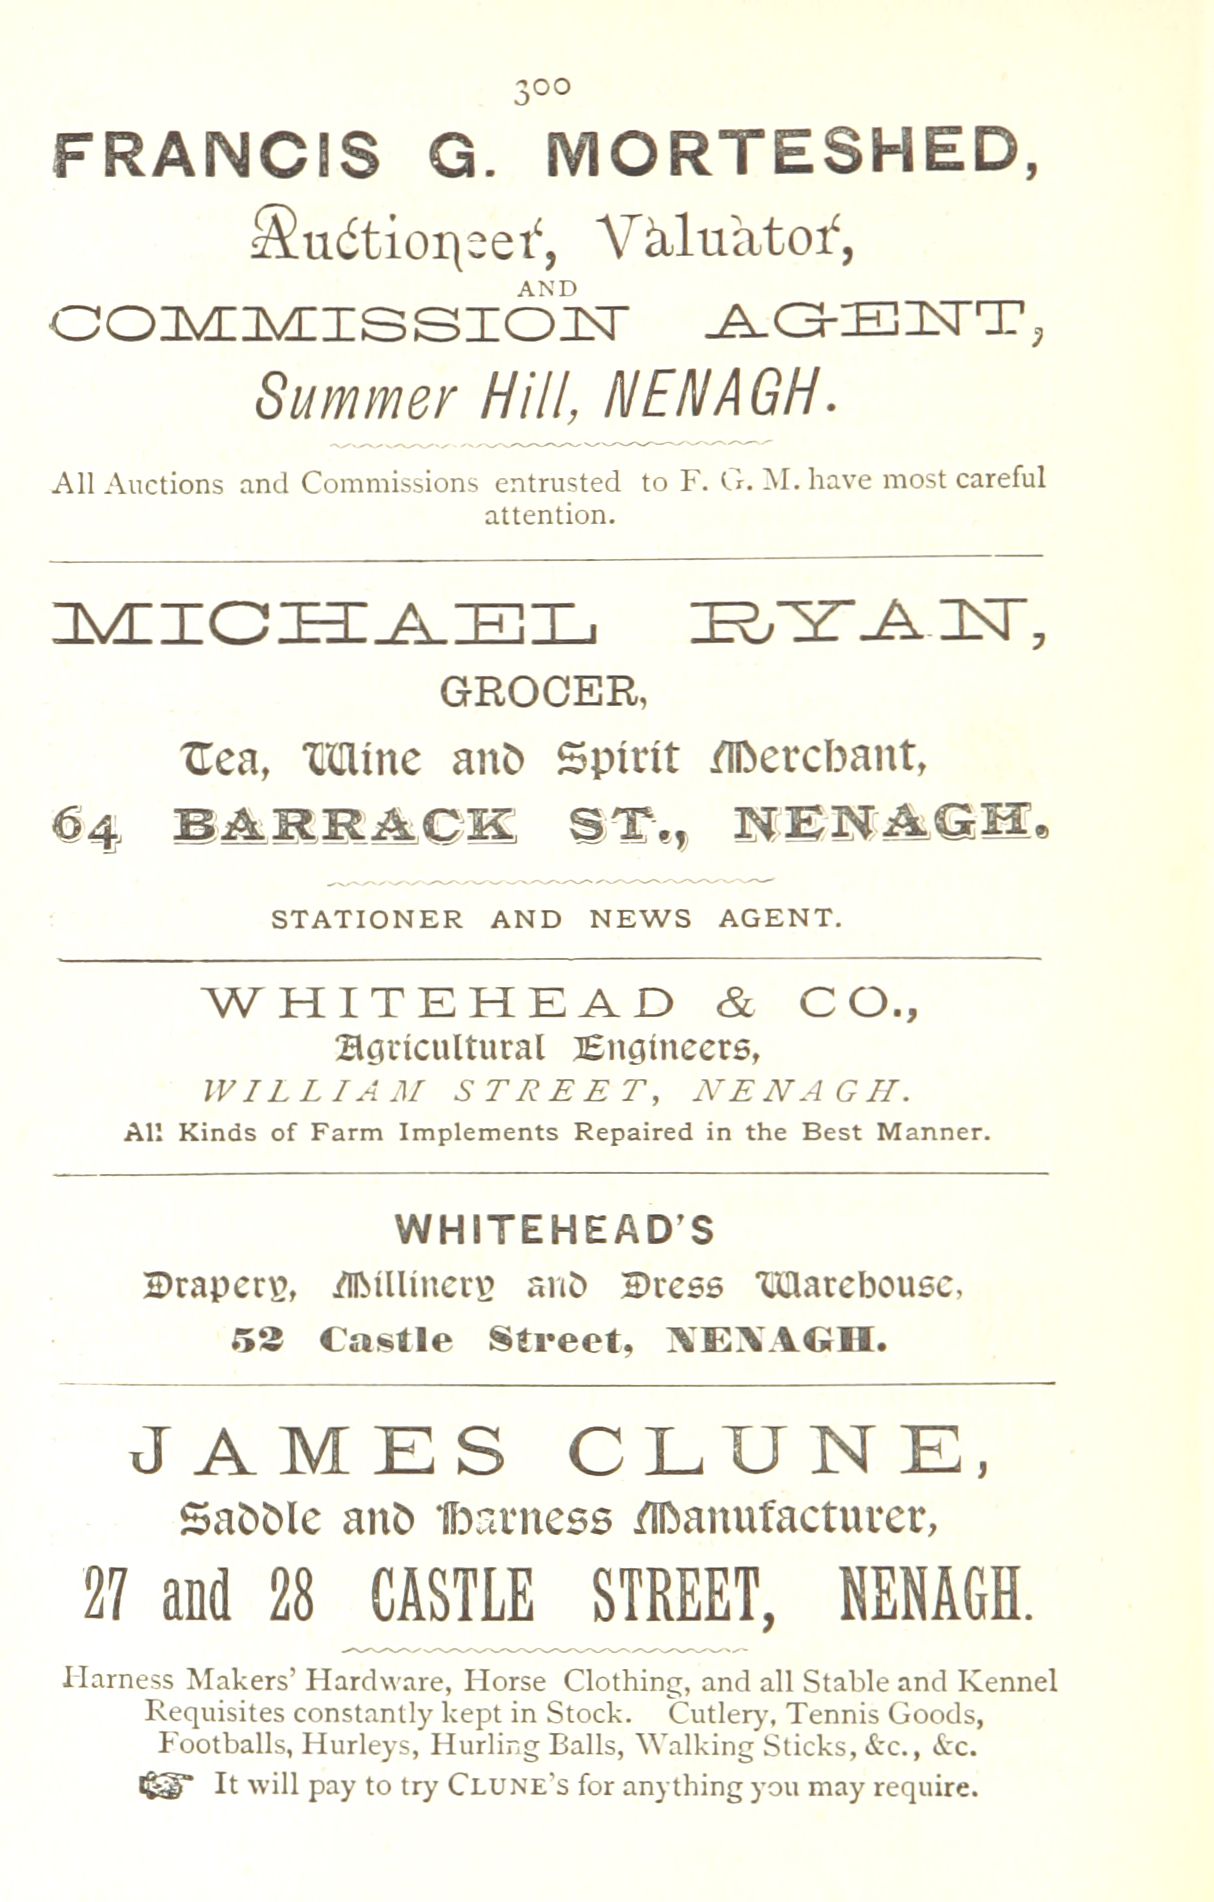 300
FRANCIS G. MORTESHED,
Auctioneer, Valuator,
AND
COMMISSION AGENT,
Summer Hill, NENAGH.
All Auctions and Commissions entrusted to F. G. M. have most careful
attention.
MICHAEL RYAN,
GROCER,
Tea, Wine and Spirit Merchant,
64 BARRACK ST., NENAGH.
STATIONER AND NEWS AGENT.
WHITEHEAD & CO.,
Agricultural Engineers,
WILLIAM STREET, NENAGH.
All Kinds of Farm Implements Repaired in the Best Manner.
WHITEHEAD'S
Drapery, Millinery and Dress Warehouse,
52 Castle Street, NENAGH.
JAMES CLUNE,
Saddle and Harness Manufacturer,
27 and 28 CASTLE STREET, NENAGH.
Harness Makers' Hardware, Horse Clothing, and all Stable and Kennel
Requisites constantly kept in Stock. Cutlery, Tennis Goods,
Footballs, Hurleys, Hurling Balls, Walking Sticks, &c., &c.
☞ It will pay to try CLUNE'S for anything you may require.